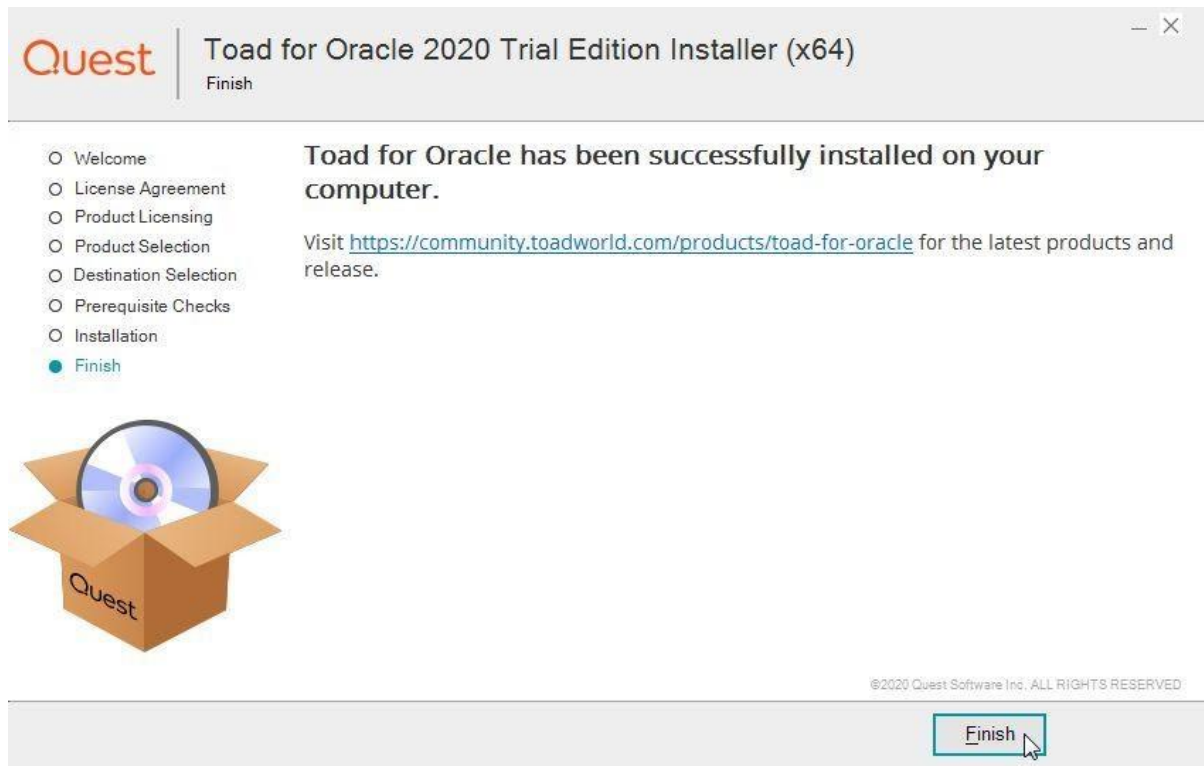 Quest
Toad for Oracle 2020 Trial Edition Installer (x64)
Finish
Welcome
License Agreement
Product Licensing
Product Selection
Destination Selection
Prerequisite Checks
Installation
Finish
Toad for Oracle has been successfully installed on your
computer.
Visit https://community.toadworld.com/products/toad-for-oracle for the latest products and
release.
Quest
©2020 Quest Software Inc. ALL RIGHTS RESERVED
Finish